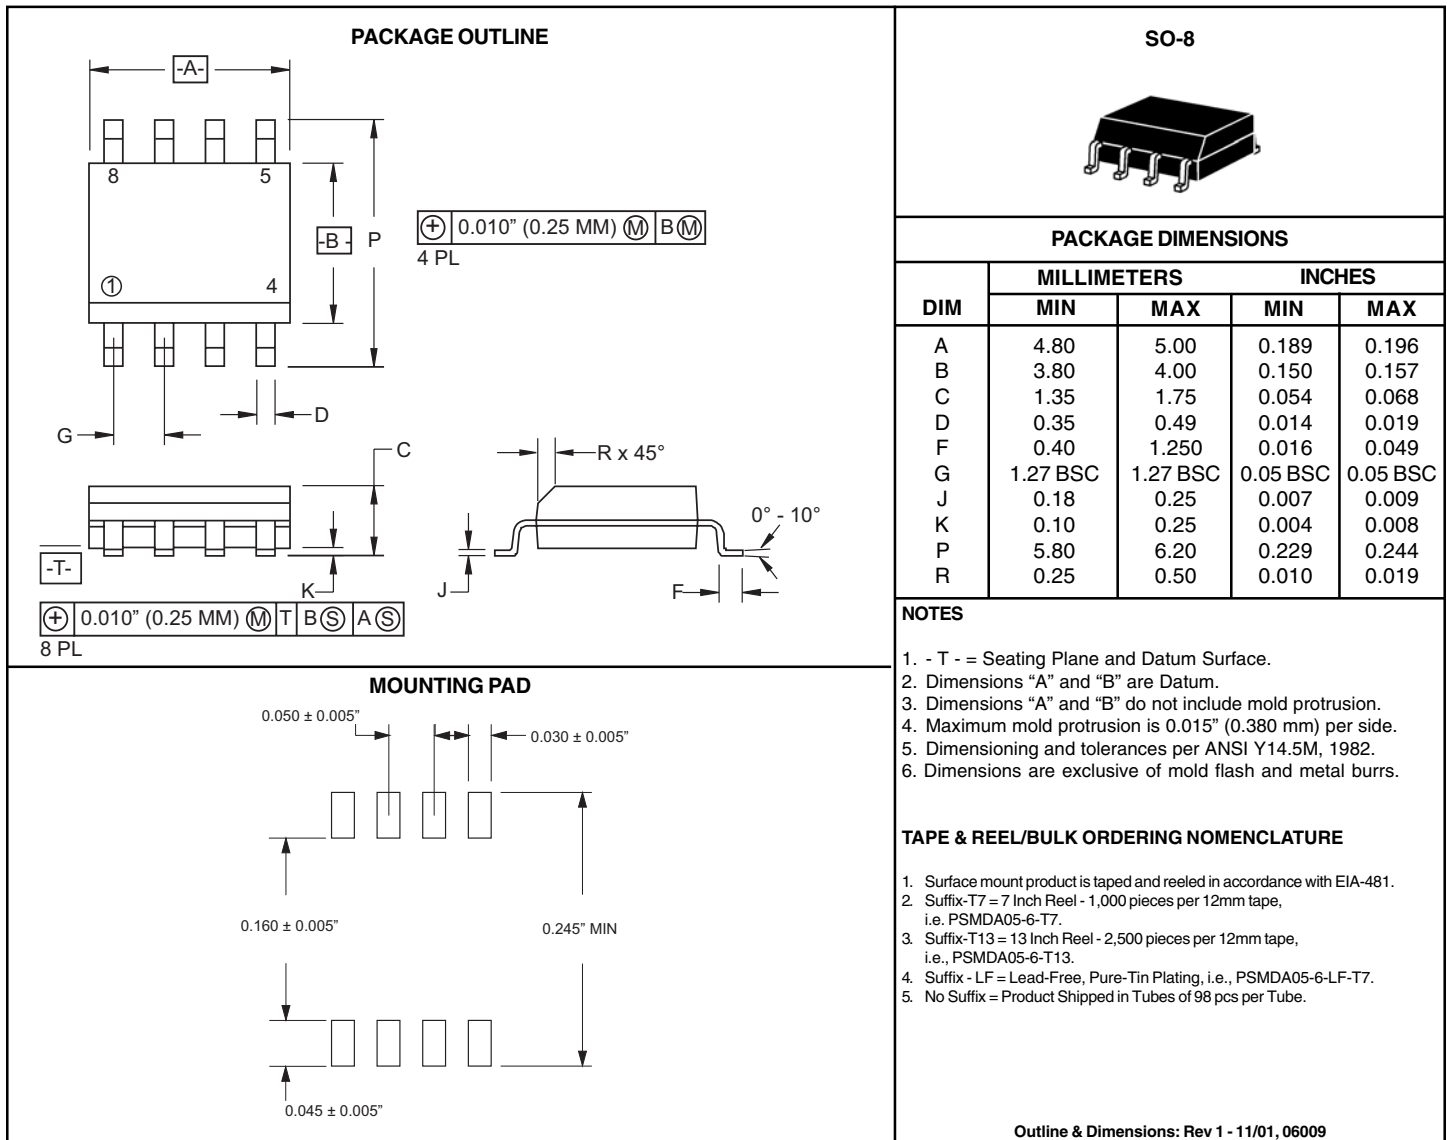 PACKAGE OUTLINE
-A-
8 5
-B - P
1 4
⌖ 0.010” (0.25 MM) Ⓜ B Ⓜ
4 PL
D
G
C
R x 45°
0° - 10°
-T-
K
J
F
⌖ 0.010” (0.25 MM) Ⓜ T B Ⓢ A Ⓢ
8 PL
MOUNTING PAD
0.050 ± 0.005”
0.030 ± 0.005”
0.160 ± 0.005”
0.245” MIN
0.045 ± 0.005”
SO-8
PACKAGE DIMENSIONS
MILLIMETERS INCHES
DIM MIN MAX MIN MAX
A 4.80 5.00 0.189 0.196
B 3.80 4.00 0.150 0.157
C 1.35 1.75 0.054 0.068
D 0.35 0.49 0.014 0.019
F 0.40 1.250 0.016 0.049
G 1.27 BSC 1.27 BSC 0.05 BSC 0.05 BSC
J 0.18 0.25 0.007 0.009
K 0.10 0.25 0.004 0.008
P 5.80 6.20 0.229 0.244
R 0.25 0.50 0.010 0.019
NOTES
1. - T - = Seating Plane and Datum Surface.
2. Dimensions “A” and “B” are Datum.
3. Dimensions “A” and “B” do not include mold protrusion.
4. Maximum mold protrusion is 0.015” (0.380 mm) per side.
5. Dimensioning and tolerances per ANSI Y14.5M, 1982.
6. Dimensions are exclusive of mold flash and metal burrs.
TAPE & REEL/BULK ORDERING NOMENCLATURE
1. Surface mount product is taped and reeled in accordance with EIA-481.
2. Suffix-T7 = 7 Inch Reel - 1,000 pieces per 12mm tape,
i.e. PSMDA05-6-T7.
3. Suffix-T13 = 13 Inch Reel - 2,500 pieces per 12mm tape,
i.e., PSMDA05-6-T13.
4. Suffix - LF = Lead-Free, Pure-Tin Plating, i.e., PSMDA05-6-LF-T7.
5. No Suffix = Product Shipped in Tubes of 98 pcs per Tube.
Outline & Dimensions: Rev 1 - 11/01, 06009